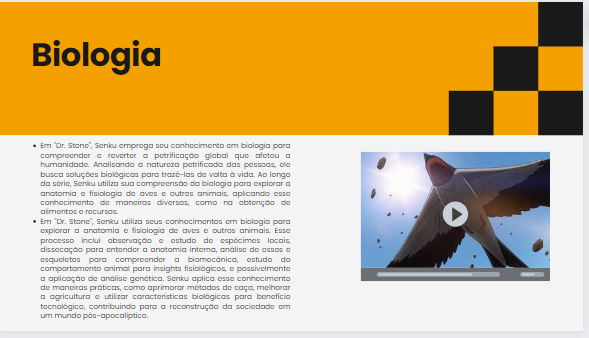 Biologia
• Em "Dr. Stone", Senku emprega seu conhecimento em biologia para
compreender e reverter a petrificação global que afetou a
humanidade. Analisando a natureza petrificada das pessoas, ele
busca soluções biológicas para trazê-las de volta à vida. Ao longo
da série, Senku utiliza sua compreensão da biologia para explorar a
anatomia e fisiologia de aves e outros animais, aplicando esse
conhecimento de maneiras diversas, como na obtenção de
alimentos e recursos.
• Em "Dr. Stone", Senku utiliza seus conhecimentos em biologia para
explorar a anatomia e fisiologia de aves e outros animais. Esse
processo inclui observação e estudo de espécimes locais,
dissecação para entender a anatomia interna, análise de ossos e
esqueletos para compreender a biomecânica, estudo do
comportamento animal para insights fisiológicos, e possivelmente
a aplicação de análise genética. Senku aplica esse conhecimento
de maneiras práticas, como aprimorar métodos de caça, melhorar
a agricultura e utilizar características biológicas para benefício
tecnológico, contribuindo para a reconstrução da sociedade em
um mundo pós-apocalíptico.